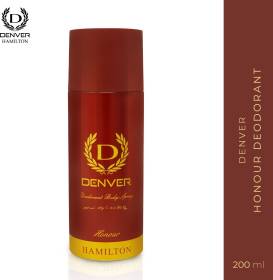 D
DENVER
HAMILTON
D
DENVER
Deodorant Body Spray
Honour
HAMILTON
DENVER
HONOUR DEODORANT
200 ml